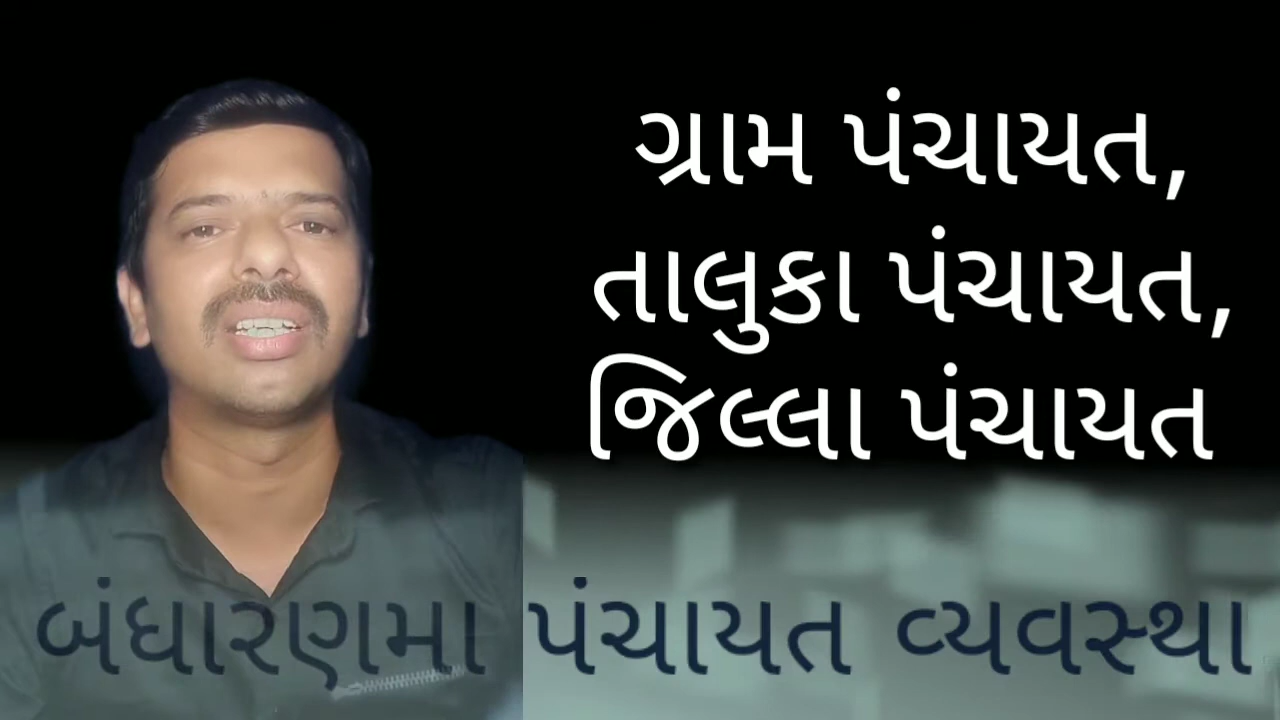 ગ્રામ પંચાયત,
તાલુકા પંચાયત,
જિલ્લા પંચાયત
બંધારણમા પંચાયત વ્યવસ્થા